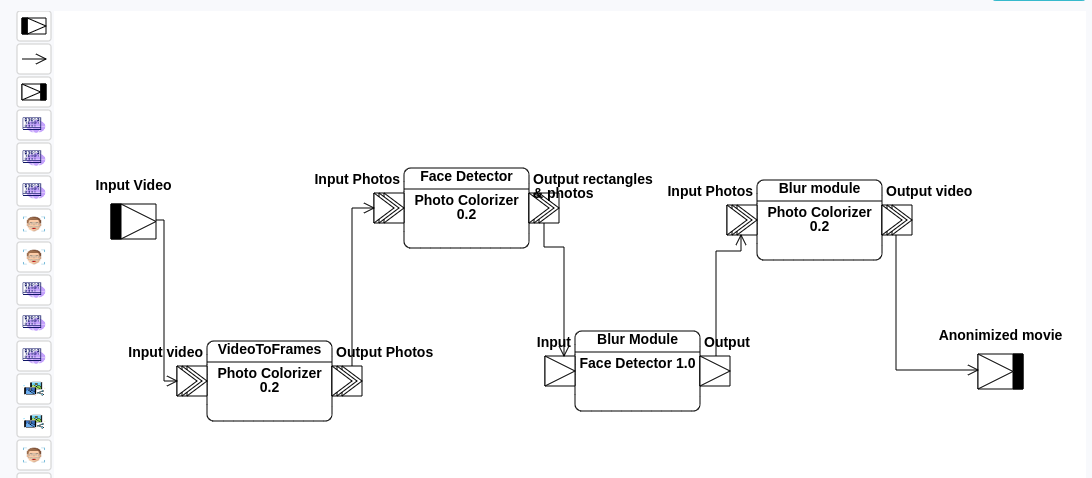 Input Video
Input Photos
Face Detector
Photo Colorizer
0.2
Output rectangles
& photos
Input Photos
Blur module
Photo Colorizer
0.2
Output video
Input video
VideoToFrames
Photo Colorizer
0.2
Output Photos
Input
Blur Module
Face Detector 1.0
Output
Anonimized movie